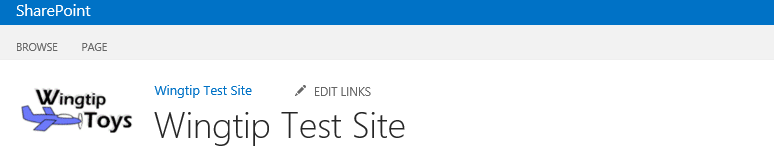 SharePoint
BROWSE PAGE
Wingtip Toys
Wingtip Test Site EDIT LINKS
Wingtip Test Site